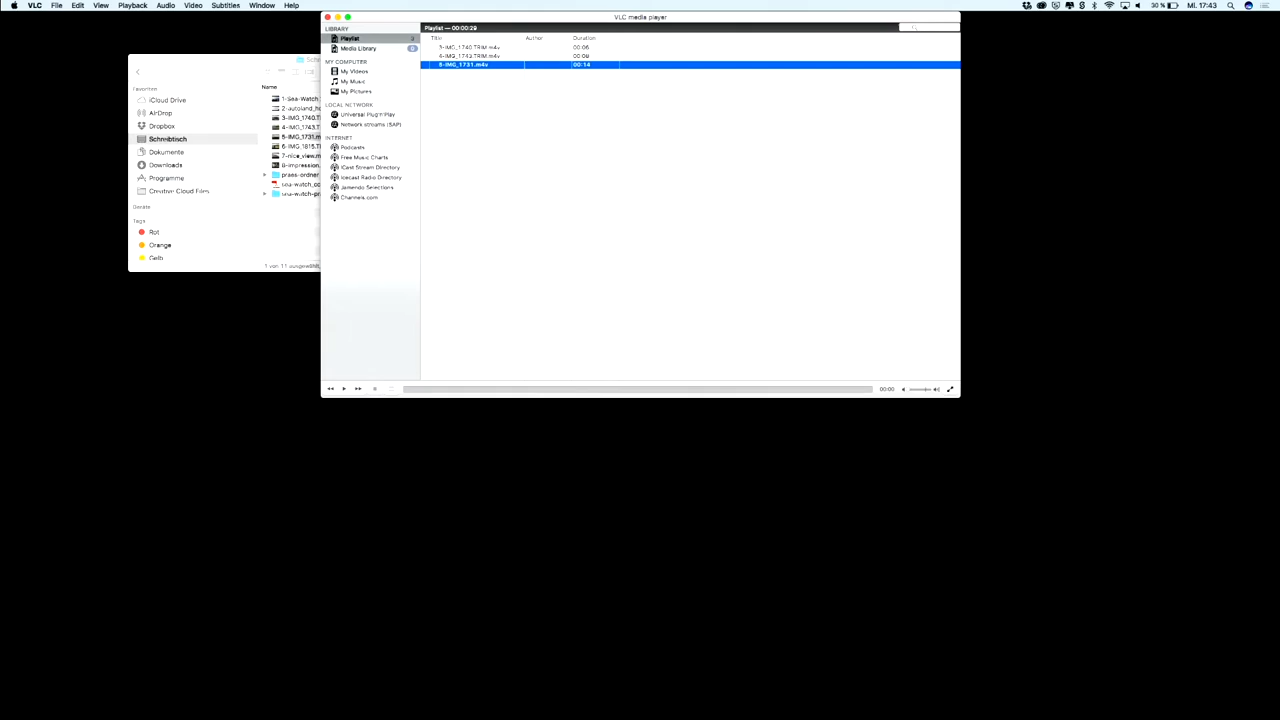 VLC File Edit View Playback Audio Video Subtitles Window Help
30 % Mi. 17:43
VLC media player
LIBRARY
Playlist 3
Media Library 0
MY COMPUTER
My Videos
My Music
My Pictures
LOCAL NETWORK
Universal Plug'n'Play
Network streams (SAP)
INTERNET
Podcasts
Free Music Charts
iCast Stream Directory
Icecast Radio Directory
Jamendo Selections
Channels.com
Playlist — 00:00:29
Title Author Duration
3-IMG_1740.TRIM.m4v 00:06
4-IMG_1743.TRIM.m4v 00:08
5-IMG_1731.m4v 00:14
00:00
Favoriten
iCloud Drive
AirDrop
Dropbox
Schreibtisch
Dokumente
Downloads
Programme
Creative Cloud Files
Geräte
Tags
Rot
Orange
Gelb
Name
1-Sea-Watch
2-autoland_h
3-IMG_1740.T
4-IMG_1743.T
5-IMG_1731.m
6-IMG_1815.T
7-nice_view.m
8-impression.
praes-ordner
sea-watch_co
sea-watch-pr
1 von 11 ausgewählt,